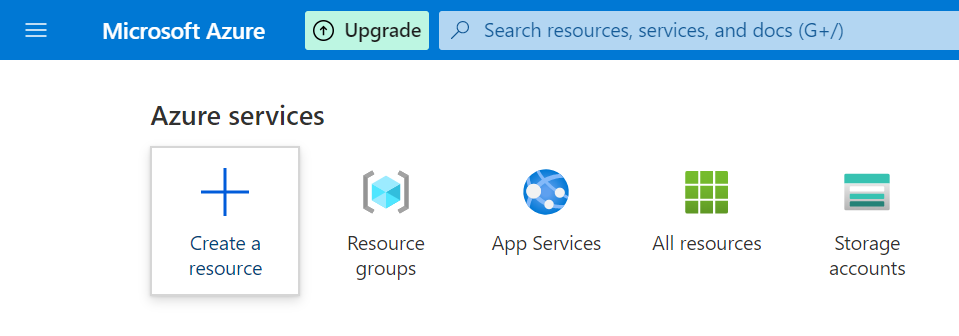 Microsoft Azure
Upgrade
Search resources, services, and docs (G+/)
Azure services
Create a
resource
Resource
groups
App Services
All resources
Storage
accounts